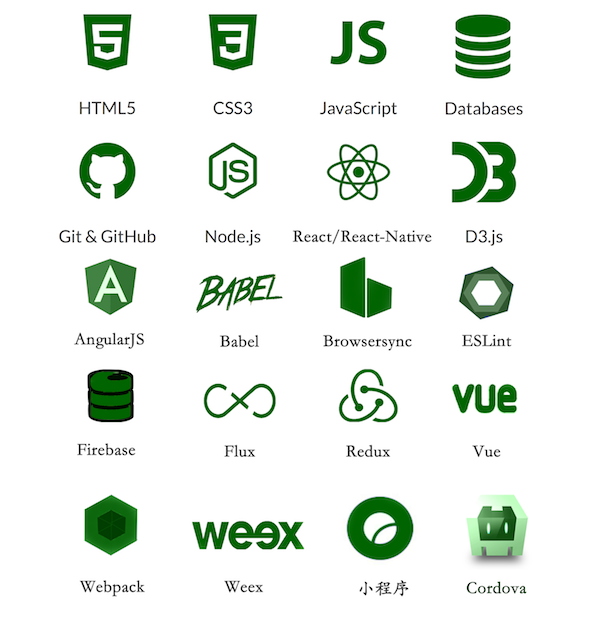 5
3
JS
HTML5
CSS3
JavaScript
Databases
JS
D3
Git & GitHub
Node.js
React/React-Native
D3.js
A
BABEL
AngularJS
Babel
Browsersync
ESLint
vue
Firebase
Flux
Redux
Vue
weex
Webpack
Weex
小程序
Cordova